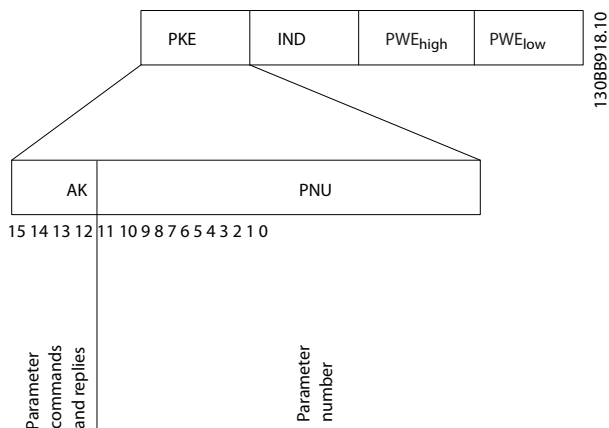 PKE IND PWEhigh PWElow
130BB918.10
AK PNU
15 14 13 12 11 10 9 8 7 6 5 4 3 2 1 0
Parameter
commands
and replies
Parameter
number